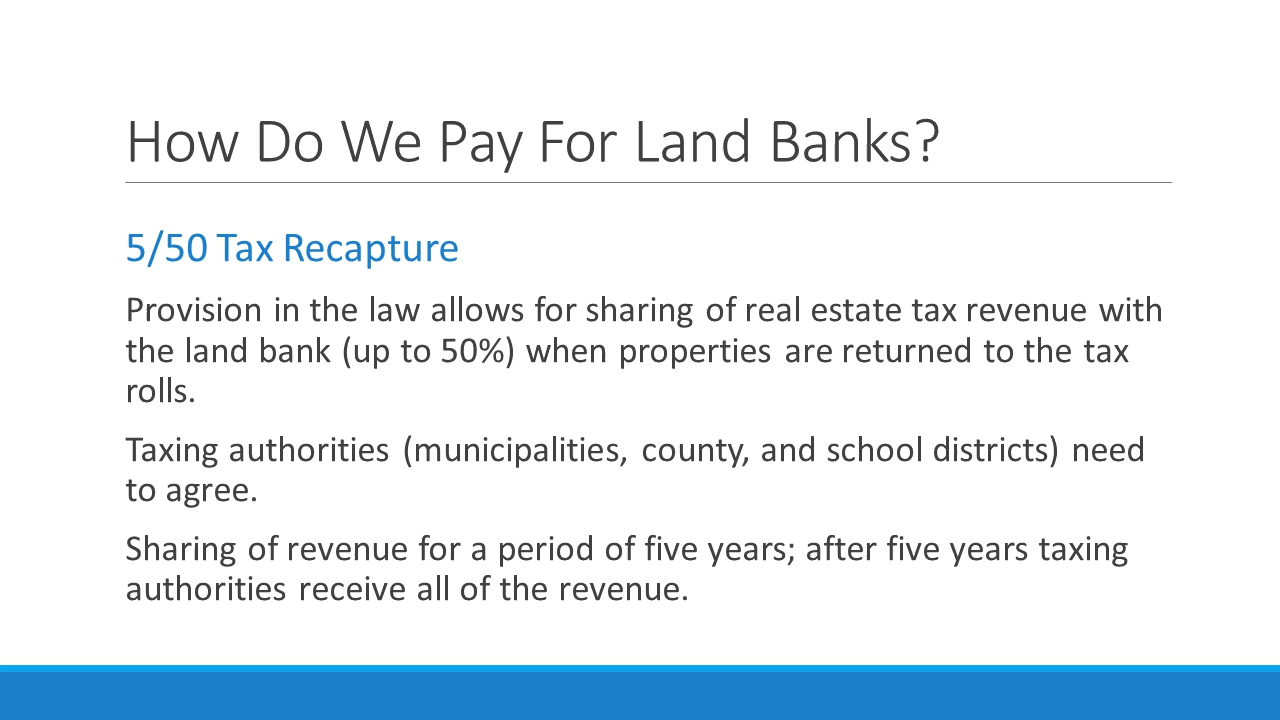 How Do We Pay For Land Banks?
5/50 Tax Recapture
Provision in the law allows for sharing of real estate tax revenue with
the land bank (up to 50%) when properties are returned to the tax
rolls.
Taxing authorities (municipalities, county, and school districts) need
to agree.
Sharing of revenue for a period of five years; after five years taxing
authorities receive all of the revenue.